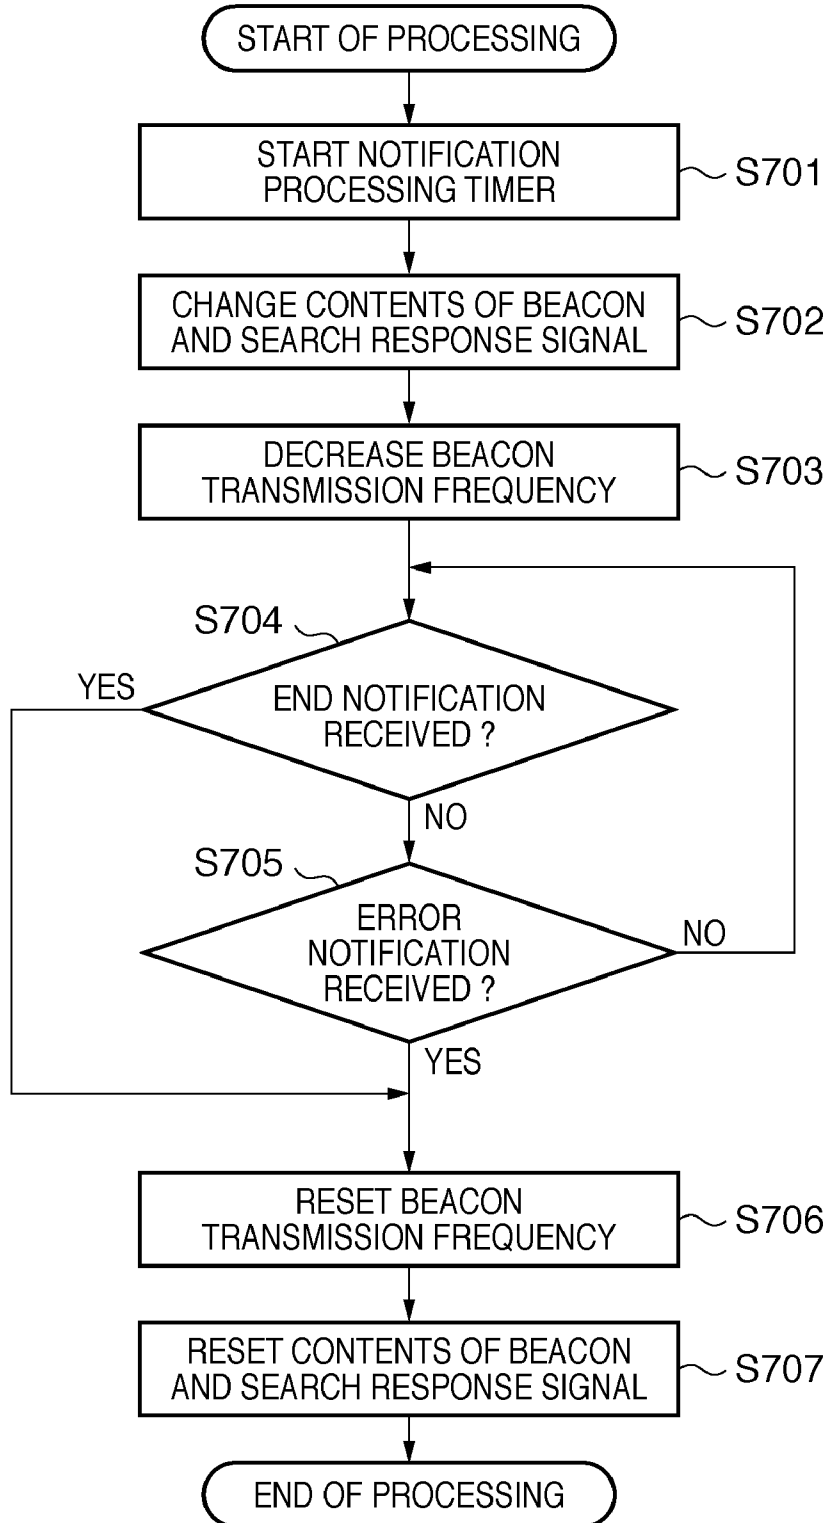 START OF PROCESSING
START NOTIFICATION
PROCESSING TIMER
S701
CHANGE CONTENTS OF BEACON
AND SEARCH RESPONSE SIGNAL
S702
DECREASE BEACON
TRANSMISSION FREQUENCY
S703
S704
YES
END NOTIFICATION
RECEIVED ?
NO
S705
ERROR
NOTIFICATION
RECEIVED ?
NO
YES
RESET BEACON
TRANSMISSION FREQUENCY
S706
RESET CONTENTS OF BEACON
AND SEARCH RESPONSE SIGNAL
S707
END OF PROCESSING